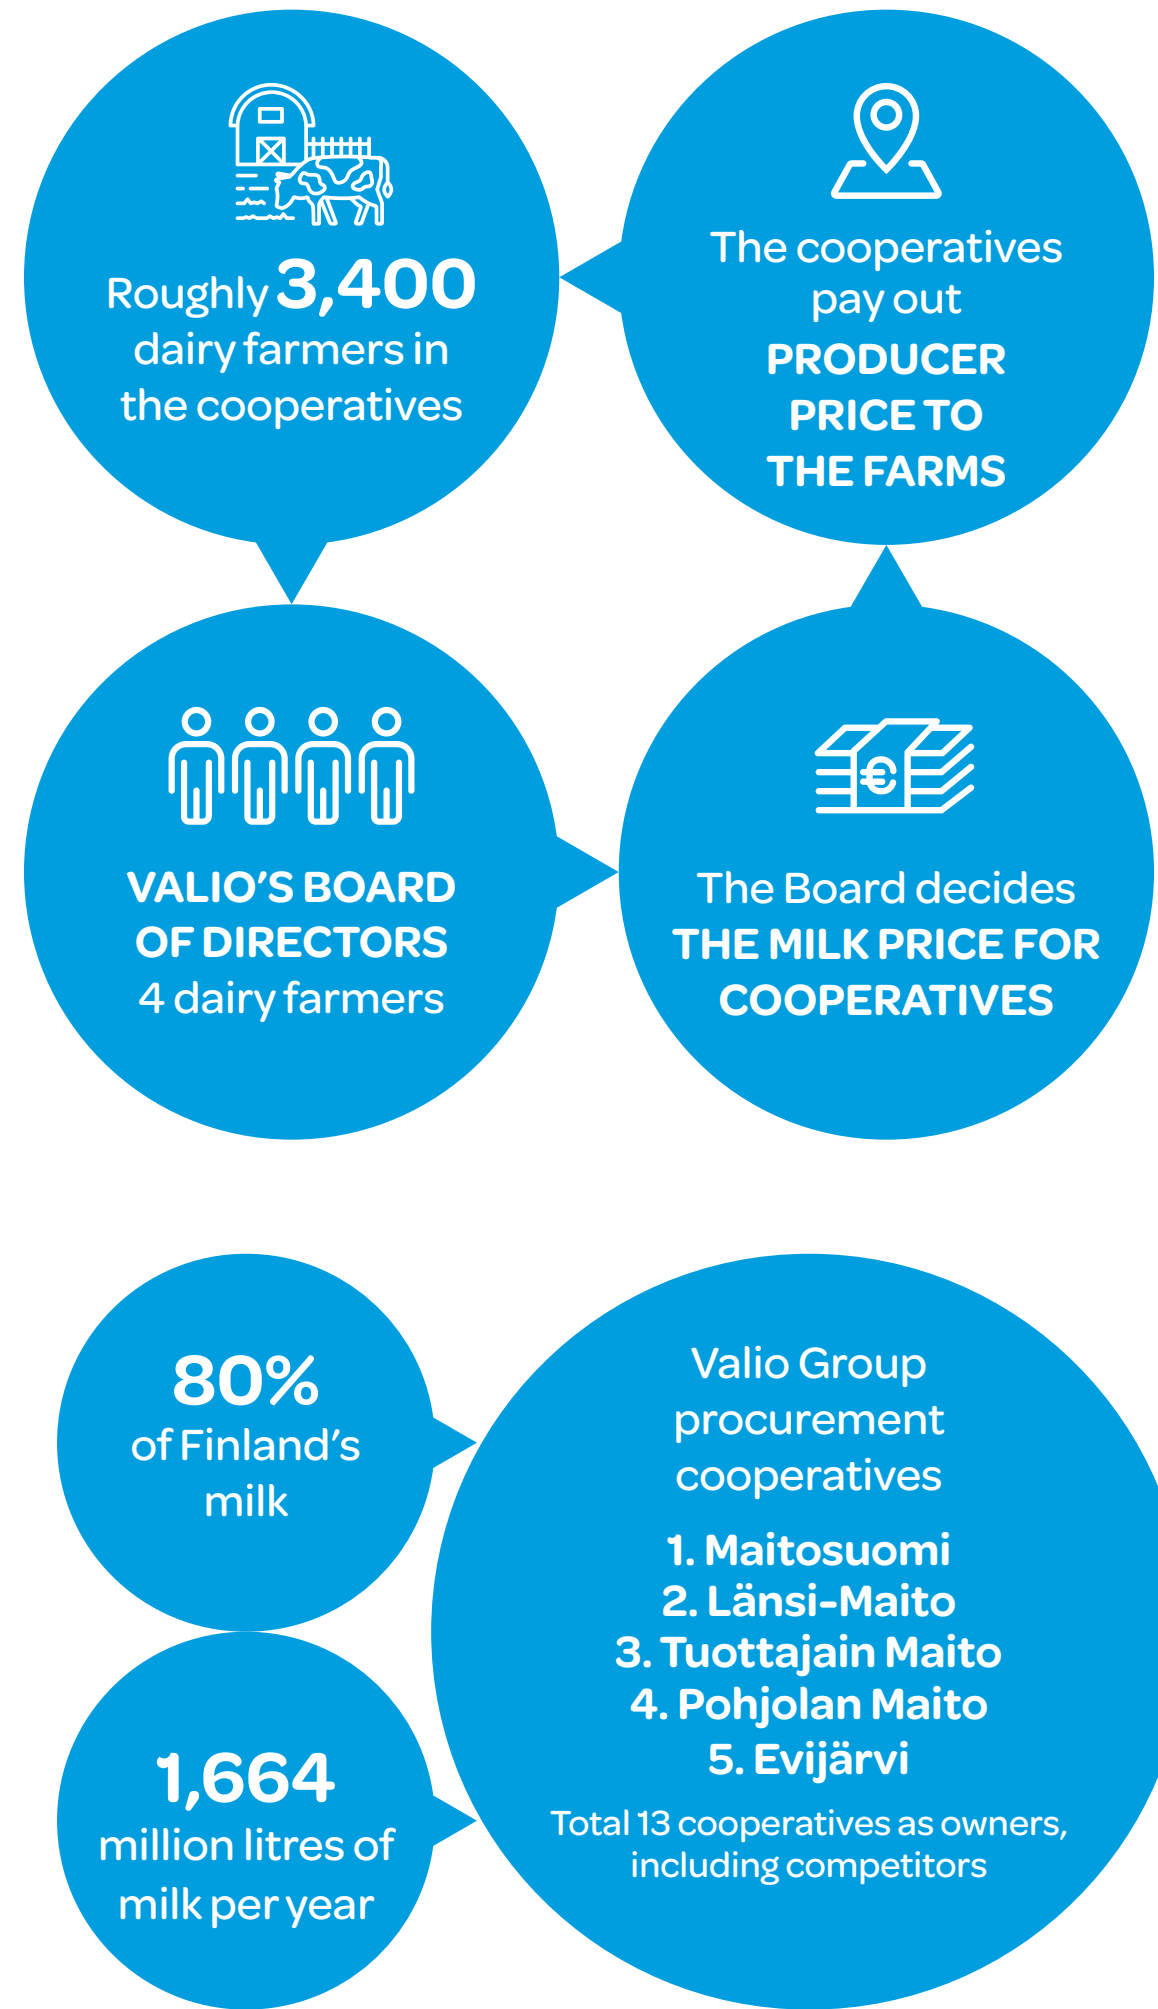 Roughly 3,400
dairy farmers in
the cooperatives
The cooperatives
pay out
PRODUCER
PRICE TO
THE FARMS
VALIO’S BOARD
OF DIRECTORS
4 dairy farmers
€
The Board decides
THE MILK PRICE FOR
COOPERATIVES
80%
of Finland’s
milk
1,664
million litres of
milk per year
Valio Group
procurement
cooperatives
1. Maitosuomi
2. Länsi-Maito
3. Tuottajain Maito
4. Pohjolan Maito
5. Evijärvi
Total 13 cooperatives as owners,
including competitors